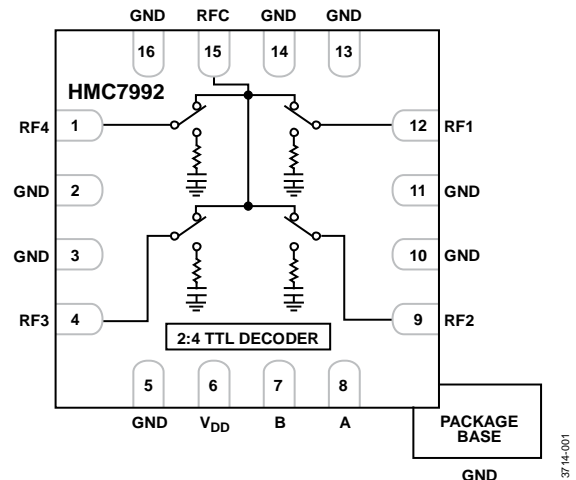 GND RFC GND GND
16 15 14 13
HMC7992
RF4 1 12 RF1
GND 2 11 GND
GND 3 10 GND
RF3 4 9 RF2
2:4 TTL DECODER
5 6 7 8
GND VDD B A
PACKAGE
BASE
GND
3714-001